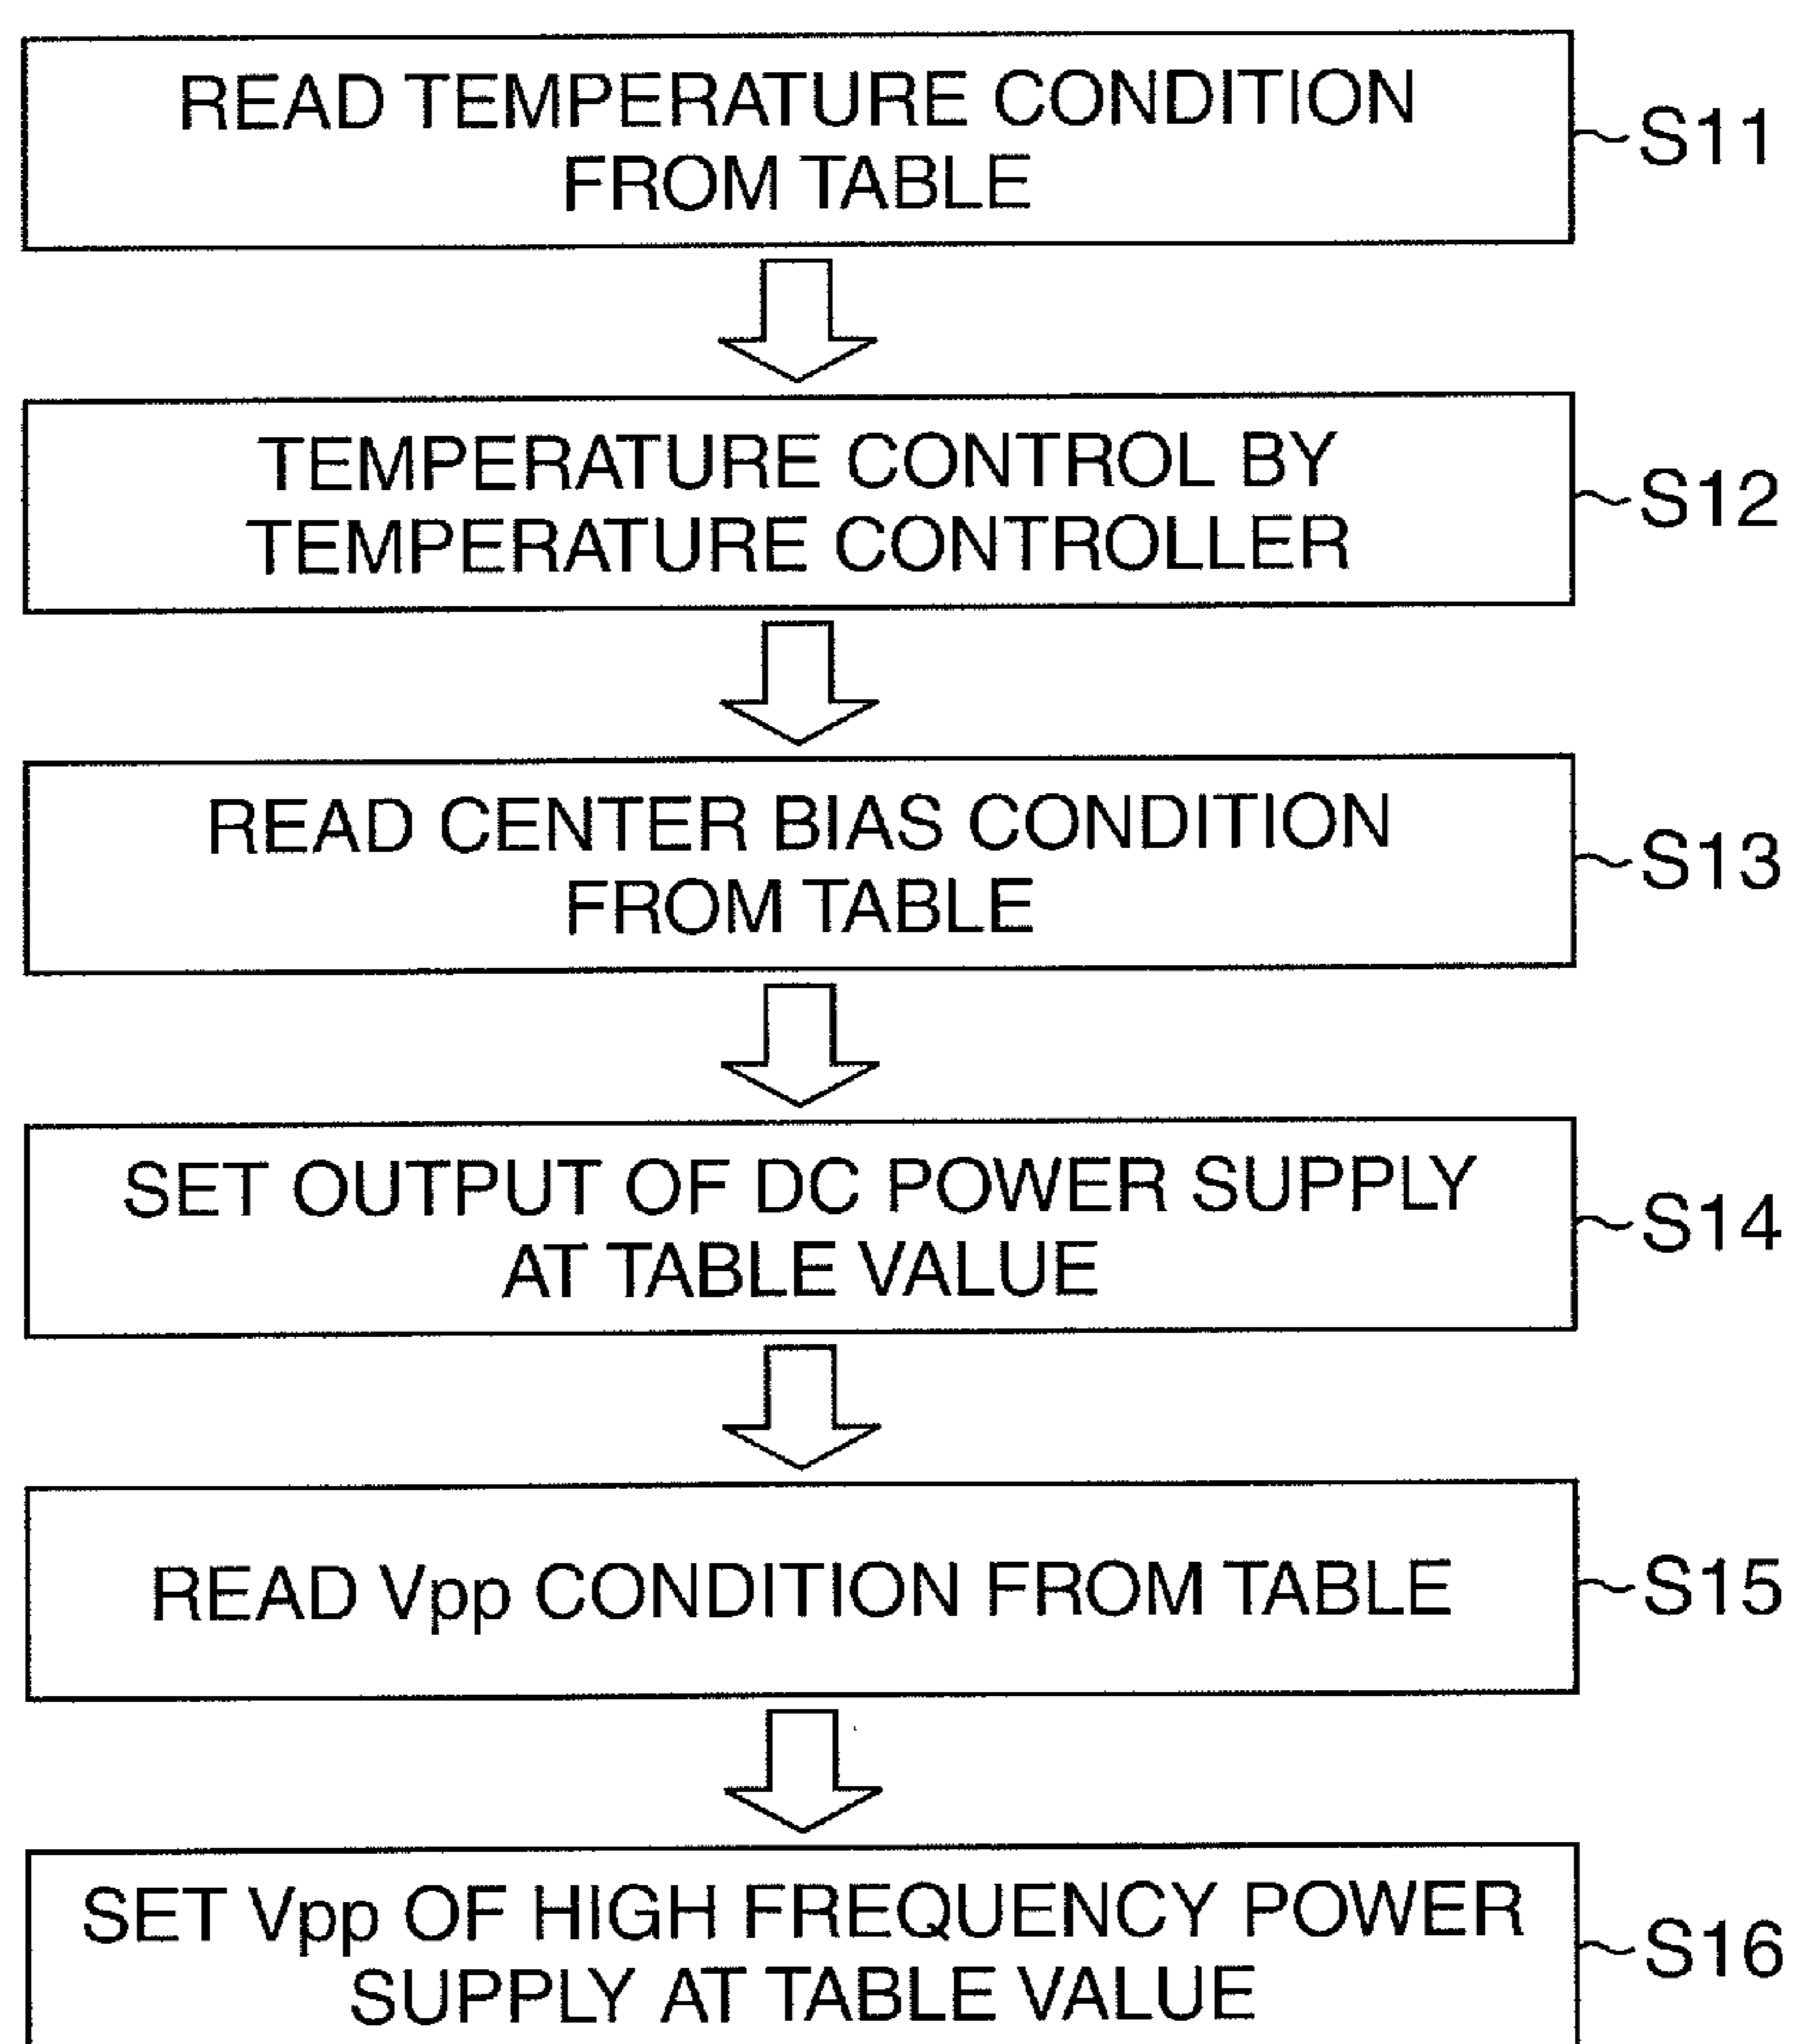 READ TEMPERATURE CONDITION
FROM TABLE
S11
TEMPERATURE CONTROL BY
TEMPERATURE CONTROLLER
S12
READ CENTER BIAS CONDITION
FROM TABLE
S13
SET OUTPUT OF DC POWER SUPPLY
AT TABLE VALUE
S14
READ Vpp CONDITION FROM TABLE
S15
SET Vpp OF HIGH FREQUENCY POWER
SUPPLY AT TABLE VALUE
S16